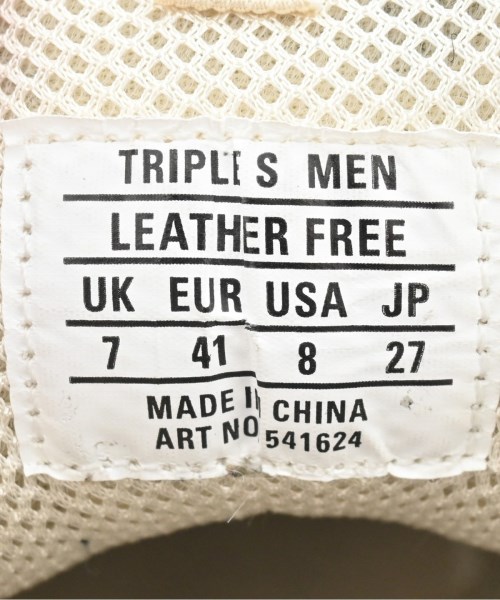 TRIPLE S MEN
LEATHER FREE
UK EUR USA JP
7 41 8 27
MADE IN CHINA
ART NO 541624